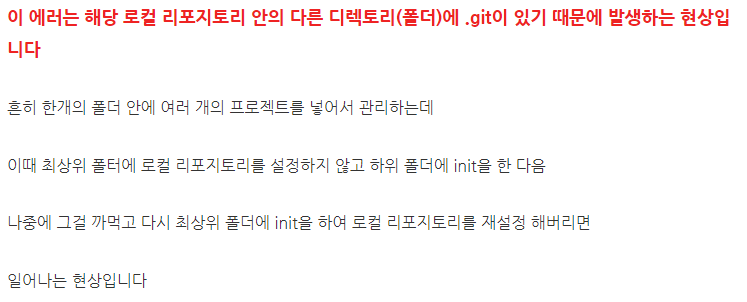 이 에러는 해당 로컬 리포지토리 안의 다른 디렉토리(폴더)에 .git이 있기 때문에 발생하는 현상입
니다
흔히 한개의 폴더 안에 여러 개의 프로젝트를 넣어서 관리하는데
이때 최상위 폴터에 로컬 리포지토리를 설정하지 않고 하위 폴더에 init을 한 다음
나중에 그걸 까먹고 다시 최상위 폴더에 init을 하여 로컬 리포지토리를 재설정 해버리면
일어나는 현상입니다